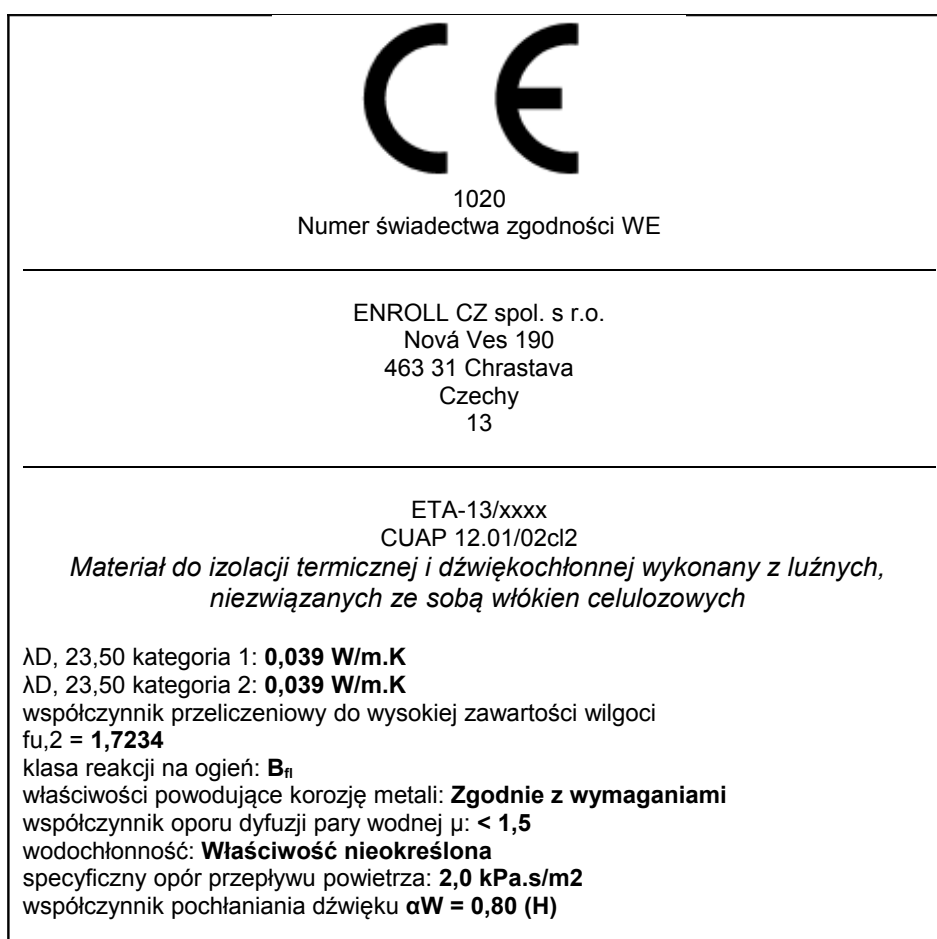 CE
1020
Numer świadectwa zgodności WE
ENROLL CZ spol. s r.o.
Nová Ves 190
463 31 Chrastava
Czechy
13
ETA-13/xxxx
CUAP 12.01/02cl2
Materiał do izolacji termicznej i dźwiękochłonnej wykonany z luźnych,
niezwiązanych ze sobą włókien celulozowych
λD, 23,50 kategoria 1: 0,039 W/m.K
λD, 23,50 kategoria 2: 0,039 W/m.K
współczynnik przeliczeniowy do wysokiej zawartości wilgoci
fu,2 = 1,7234
klasa reakcji na ogień: Bfl
właściwości powodujące korozję metali: Zgodnie z wymaganiami
współczynnik oporu dyfuzji pary wodnej μ: < 1,5
wodochłonność: Właściwość nieokreślona
specyficzny opór przepływu powietrza: 2,0 kPa.s/m2
współczynnik pochłaniania dźwięku αW = 0,80 (H)